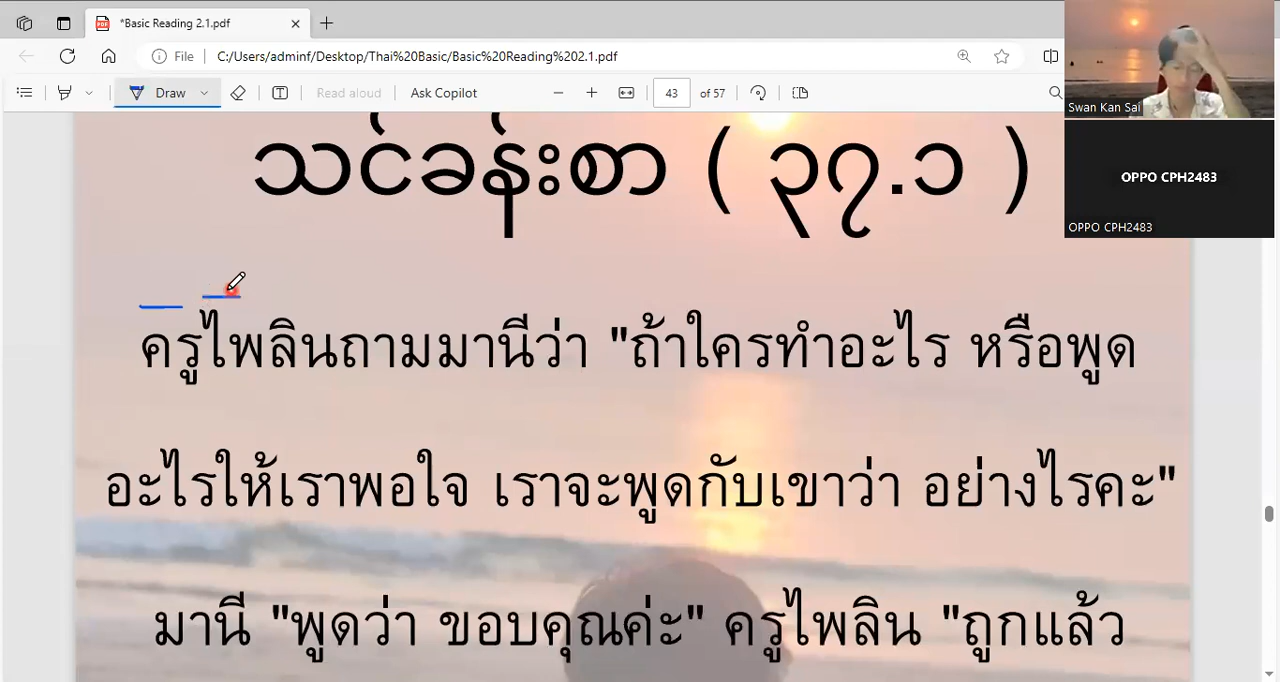 *Basic Reading 2.1.pdf
File
C:/Users/adminf/Desktop/Thai%20Basic/Basic%20Reading%202.1.pdf
Draw
Read aloud
Ask Copilot
43 of 57
Swan Kan Sai
OPPO CPH2483
OPPO CPH2483
သင်ခန်းစာ ( ၃၇.၁ )
ครูไพลินถามมานีว่า "ถ้าใครทำอะไร หรือพูด
อะไรให้เราพอใจ เราจะพูดกับเขาว่า อย่างไรคะ"
มานี "พูดว่า ขอบคุณค่ะ" ครูไพลิน "ถูกแล้ว